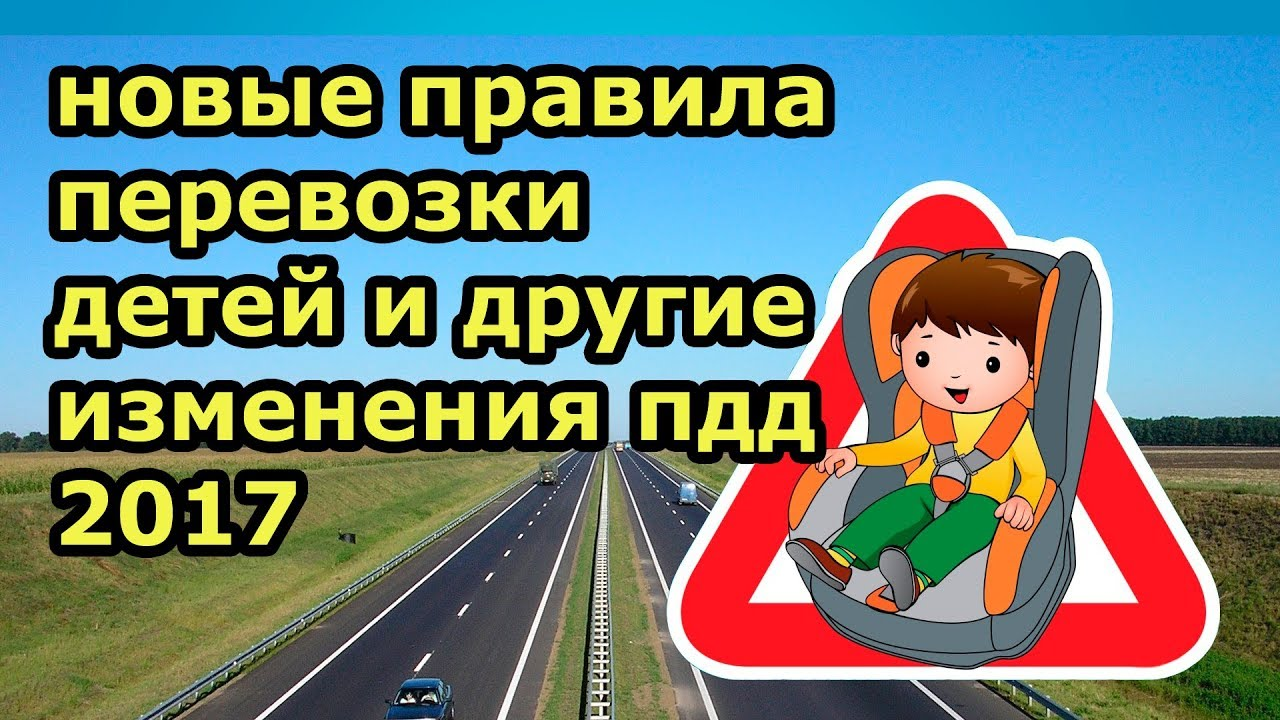 новые правила
перевозки
детей и другие
изменения пдд
2017